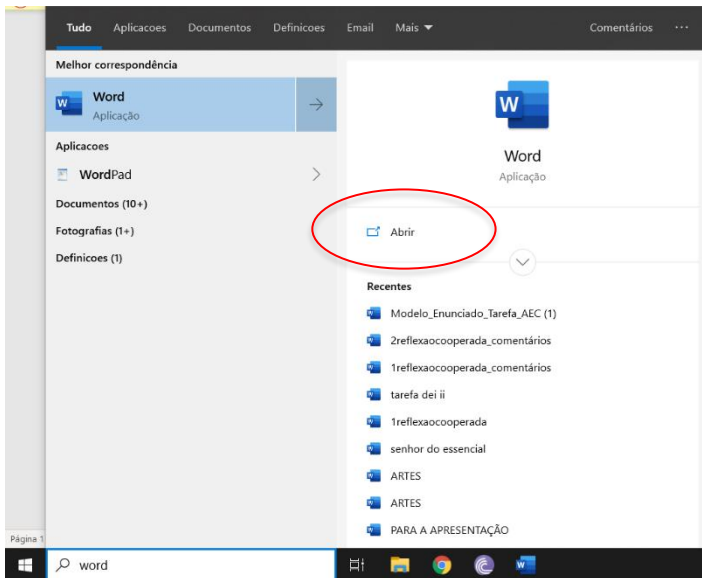 Tudo Aplicacoes Documentos Definicoes Email Mais Comentários ...
Melhor correspondência
Word
Aplicação
Aplicacoes
WordPad
Documentos (10+)
Fotografias (1+)
Definicoes (1)
Word
Aplicação
Abrir
Recentes
Modelo_Enunciado_Tarefa_AEC (1)
2reflexaocooperada_comentários
1reflexaocooperada_comentários
tarefa dei ii
1reflexaocooperada
senhor do essencial
ARTES
ARTES
PARA A APRESENTAÇÃO
Página 1
word